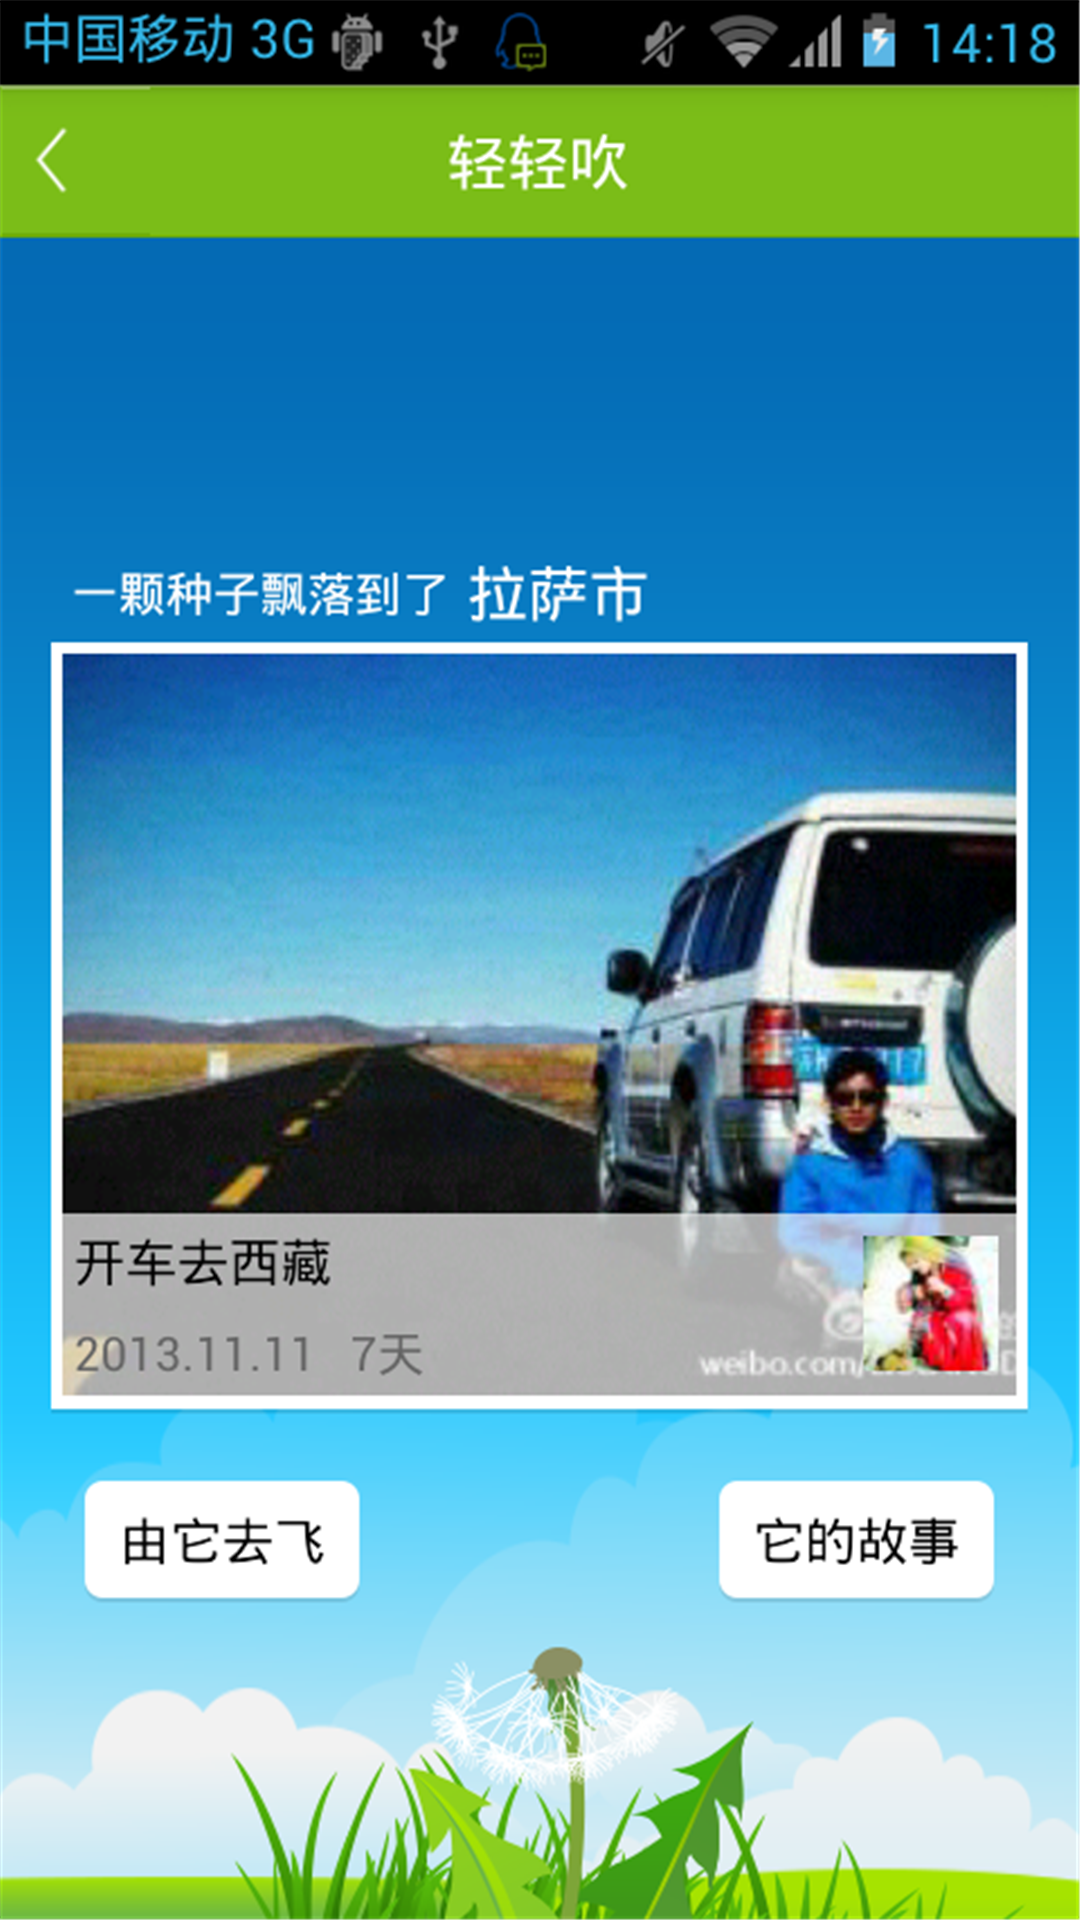 中国移动 3G 14:18
轻轻吹
一颗种子飘落到了 拉萨市
开车去西藏
2013.11.11 7天
weibo.com/
由它去飞
它的故事